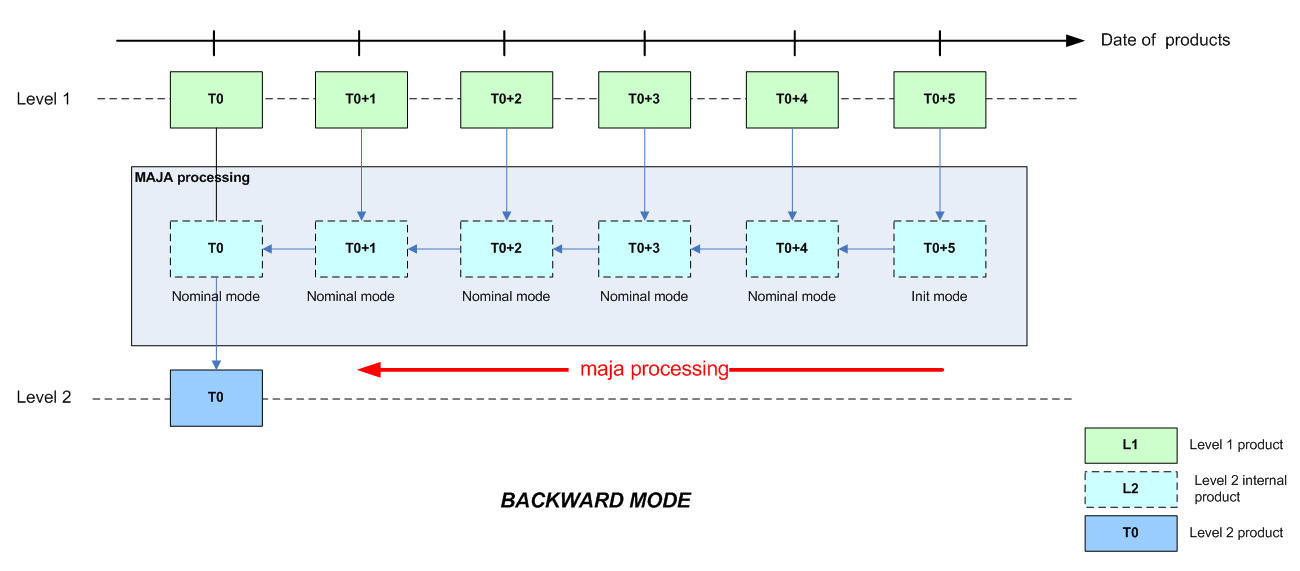 Date of products
Level 1
T0
T0+1
T0+2
T0+3
T0+4
T0+5
MAJA processing
T0
T0+1
T0+2
T0+3
T0+4
T0+5
Nominal mode
Nominal mode
Nominal mode
Nominal mode
Nominal mode
Init mode
maja processing
Level 2
T0
L1
Level 1 product
L2
Level 2 internal
product
T0
Level 2 product
BACKWARD MODE